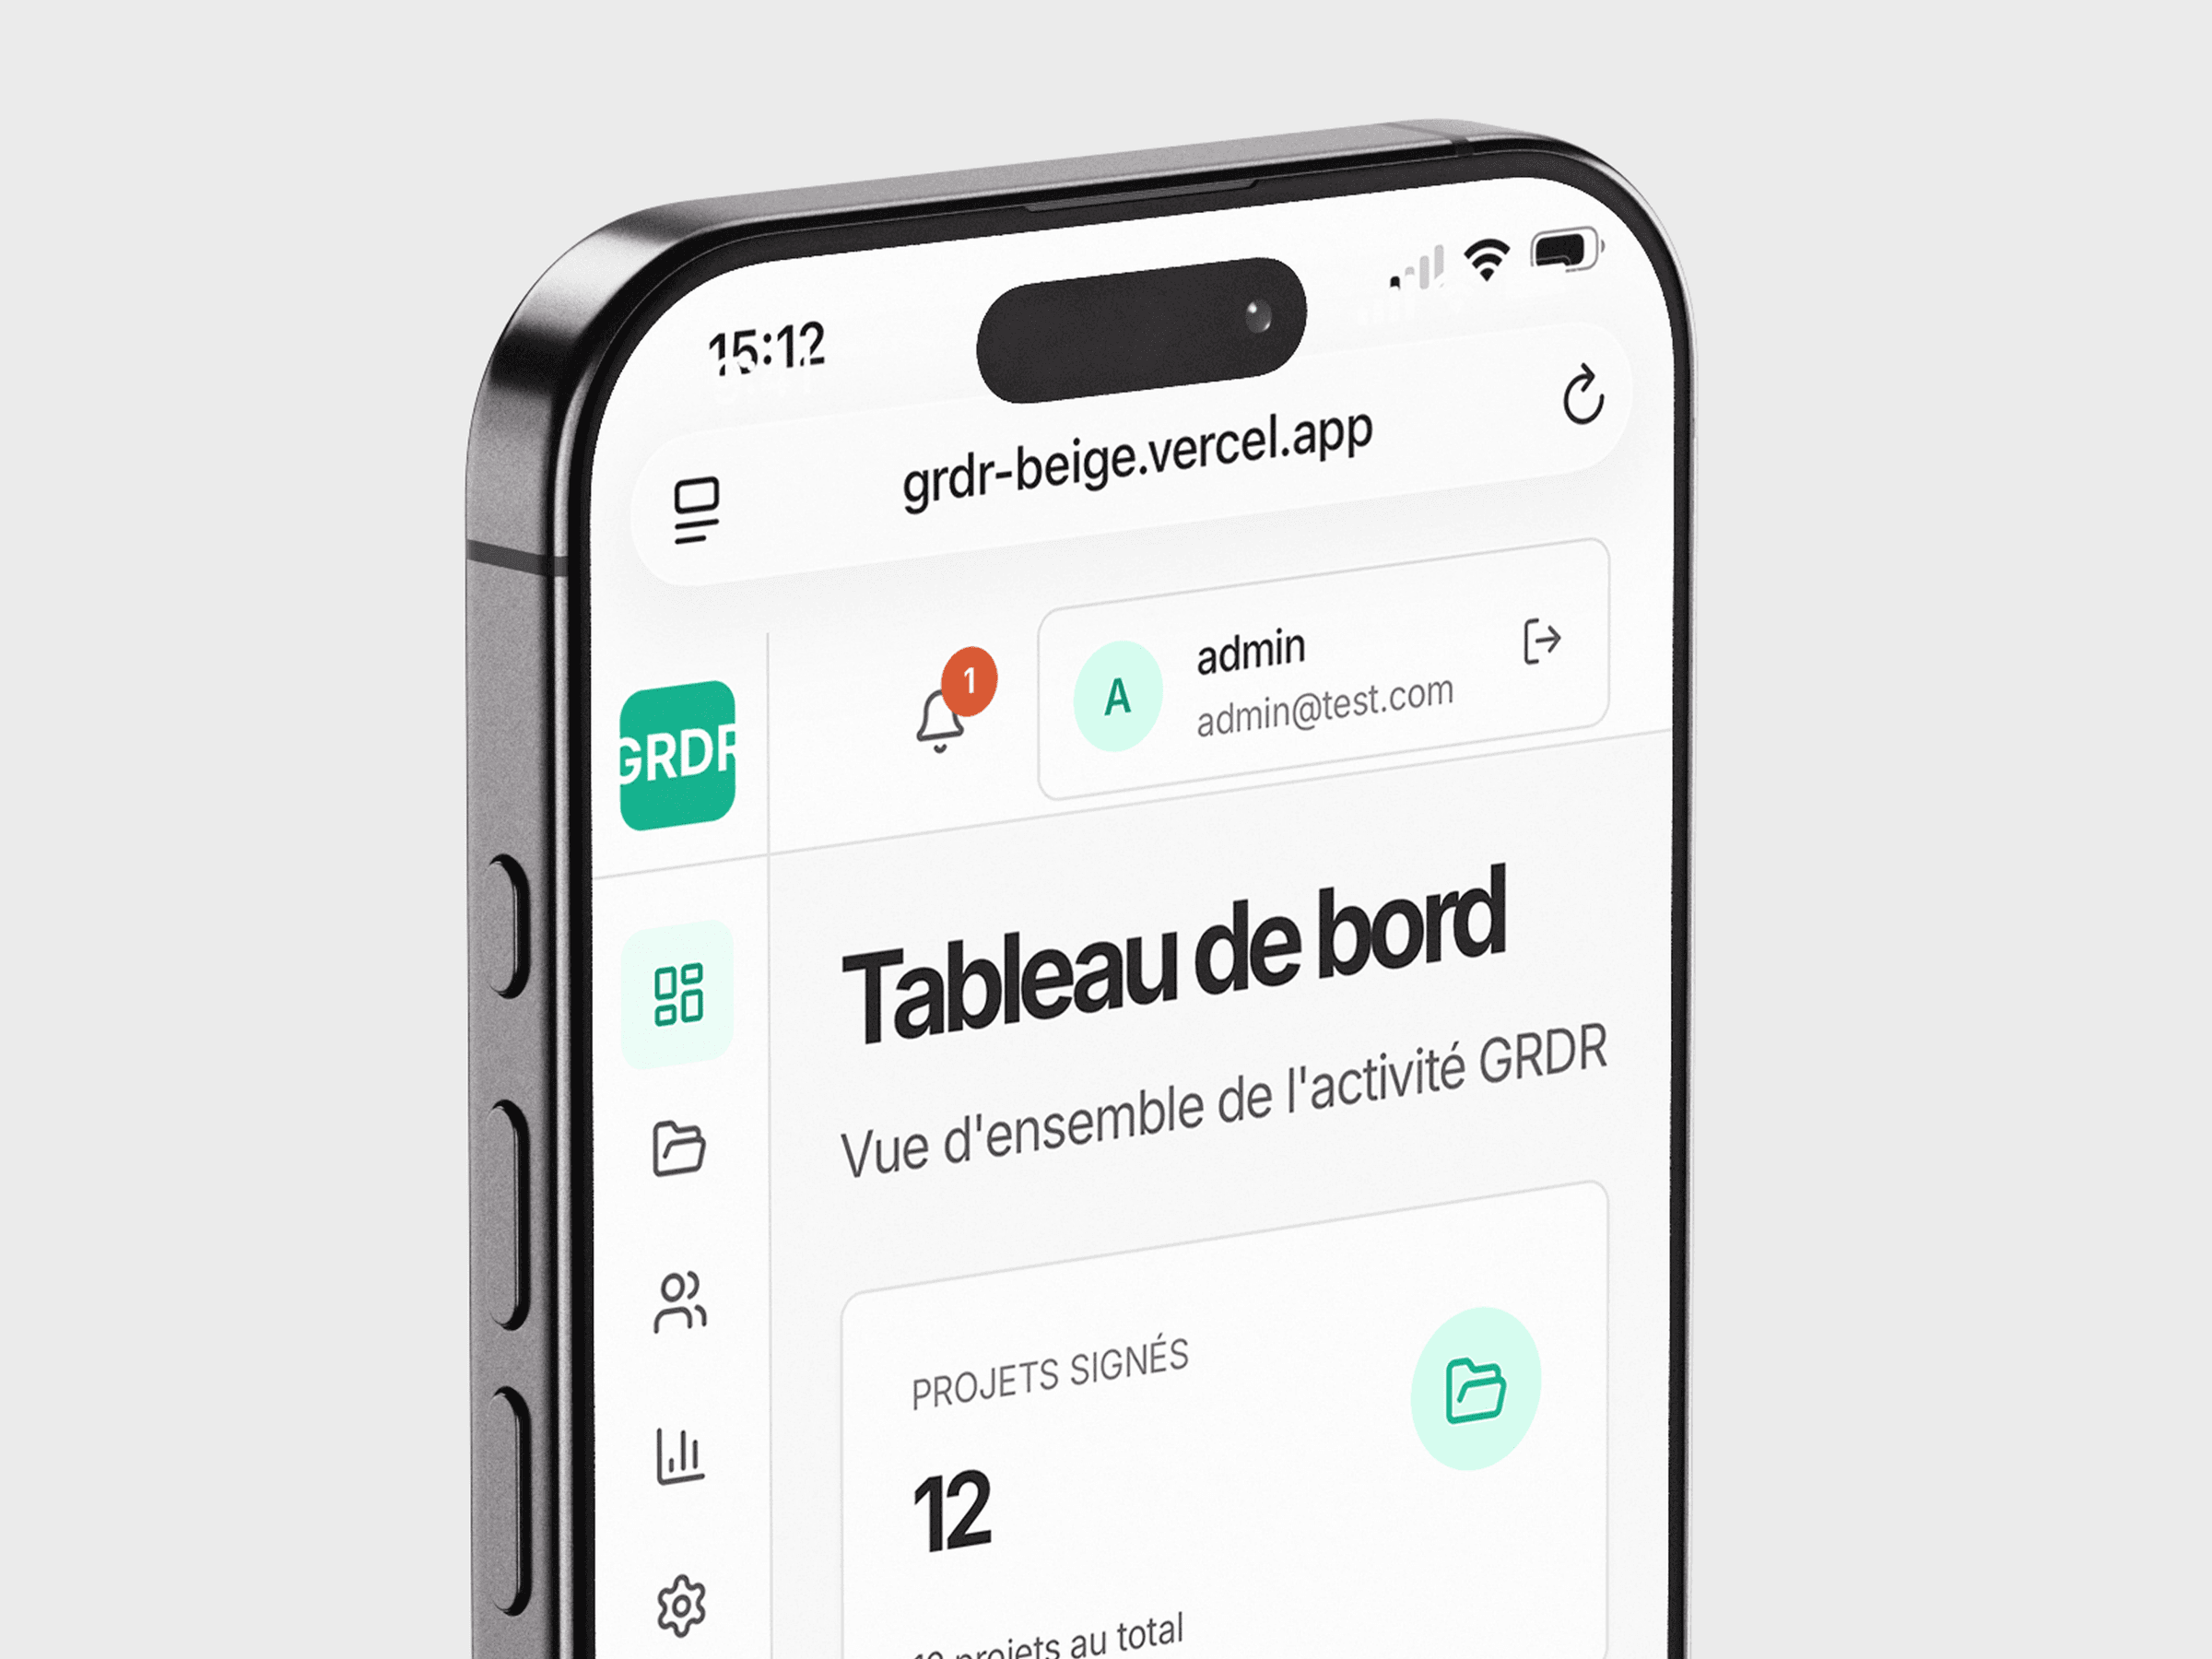 15:12
grdr-beige.vercel.app
1
A
admin
admin@test.com
GRDR
Tableau de bord
Vue d'ensemble de l'activité GRDR
PROJETS SIGNÉS
12
projets au total